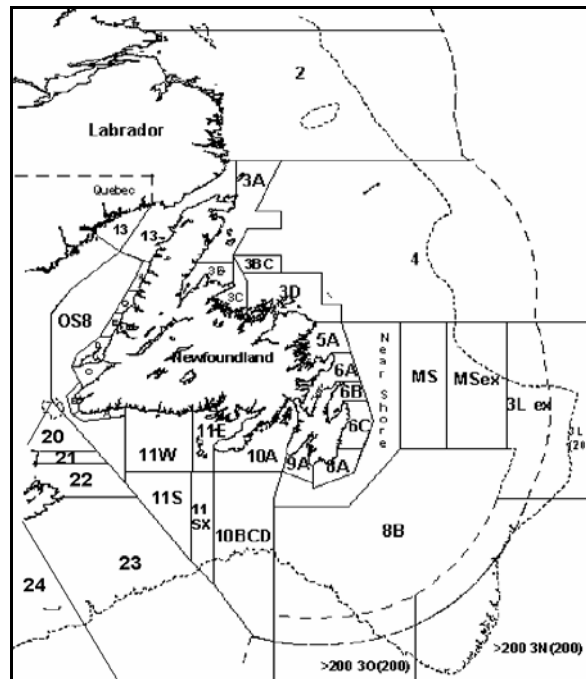 2
Labrador
3A
Quebec
13
13
4
3B
3BC
3C
3D
OS8
Newfoundland
5A
Near Shore
MS
MSex
6A
6B
3L ex
6C
20
11E
11W
10A
9A
8A
21
22
11S
11
SX
10BCD
8B
23
24
>200 3O(200)
>200 3N(200)